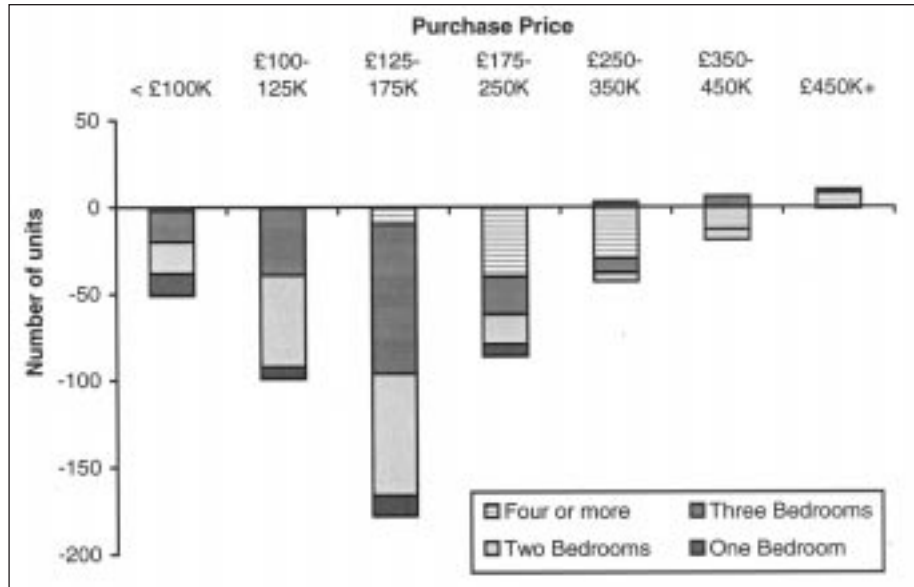 Purchase Price
< £100K
£100-
125K
£125-
175K
£175-
250K
£250-
350K
£350-
450K
£450K+
Number of units
50
0
-50
-100
-150
-200
Four or more
Three Bedrooms
Two Bedrooms
One Bedroom